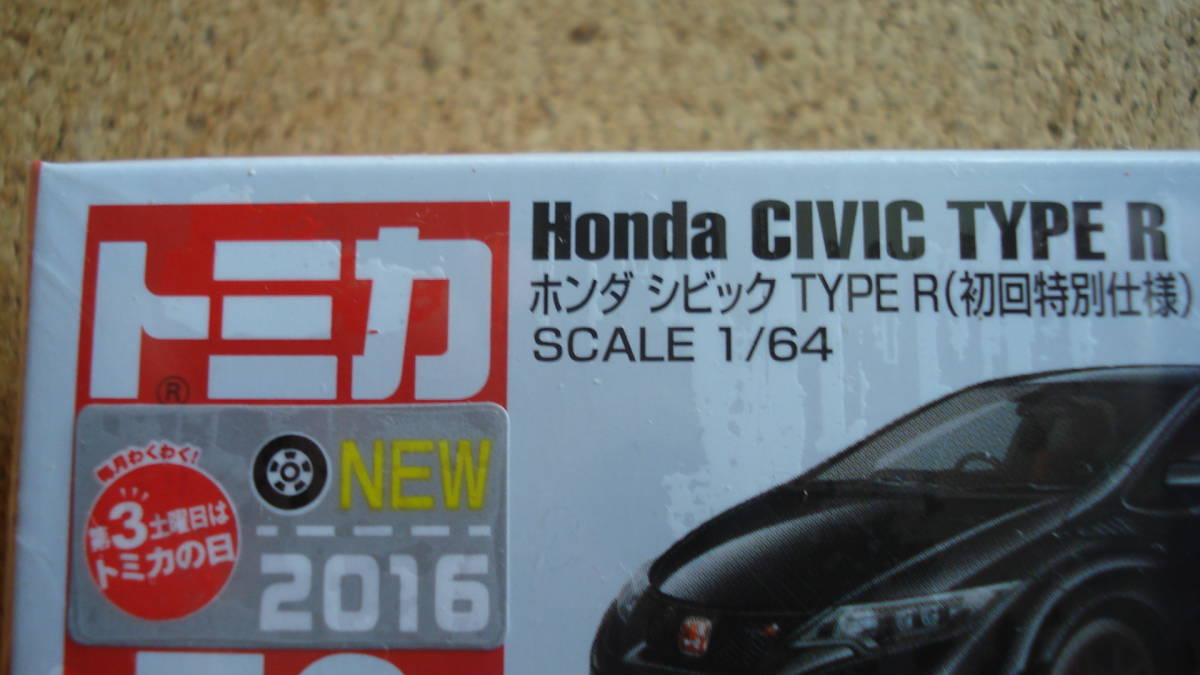 トミカ
®
Honda CIVIC TYPE R
ホンダ シビック TYPE R(初回特別仕様)
SCALE 1/64
毎月わくわく!
第3土曜日は
トミカの日
NEW
2016